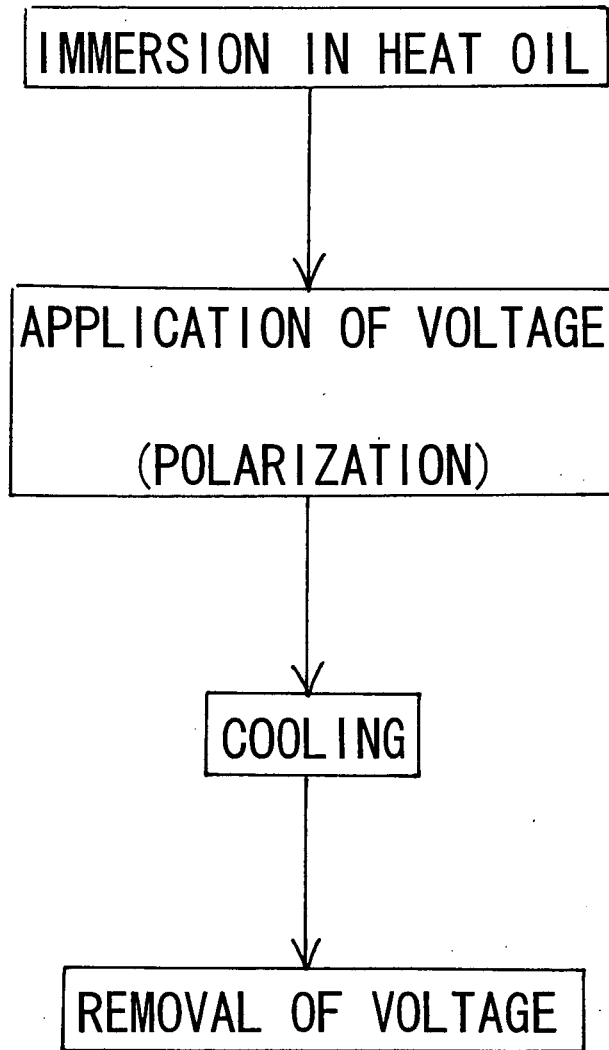 IMMERSION IN HEAT OIL
APPLICATION OF VOLTAGE
(POLARIZATION)
COOLING
REMOVAL OF VOLTAGE